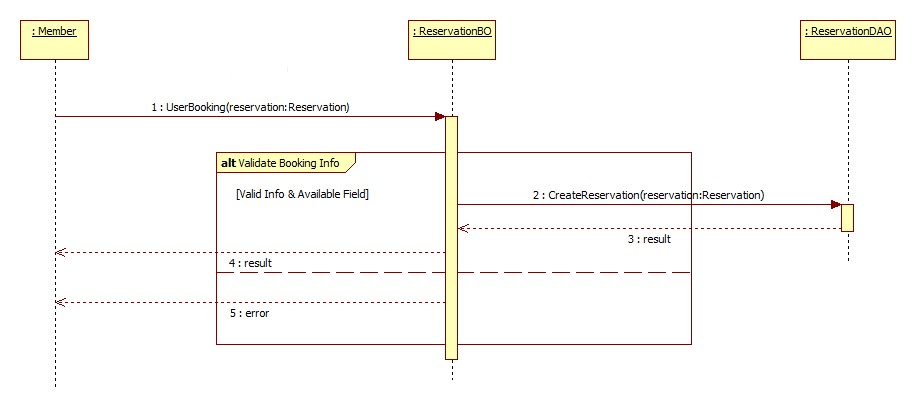 : Member
: ReservationBO
: ReservationDAO
1 : UserBooking(reservation:Reservation)
alt Validate Booking Info
[Valid Info & Available Field]
2 : CreateReservation(reservation:Reservation)
3 : result
4 : result
5 : error